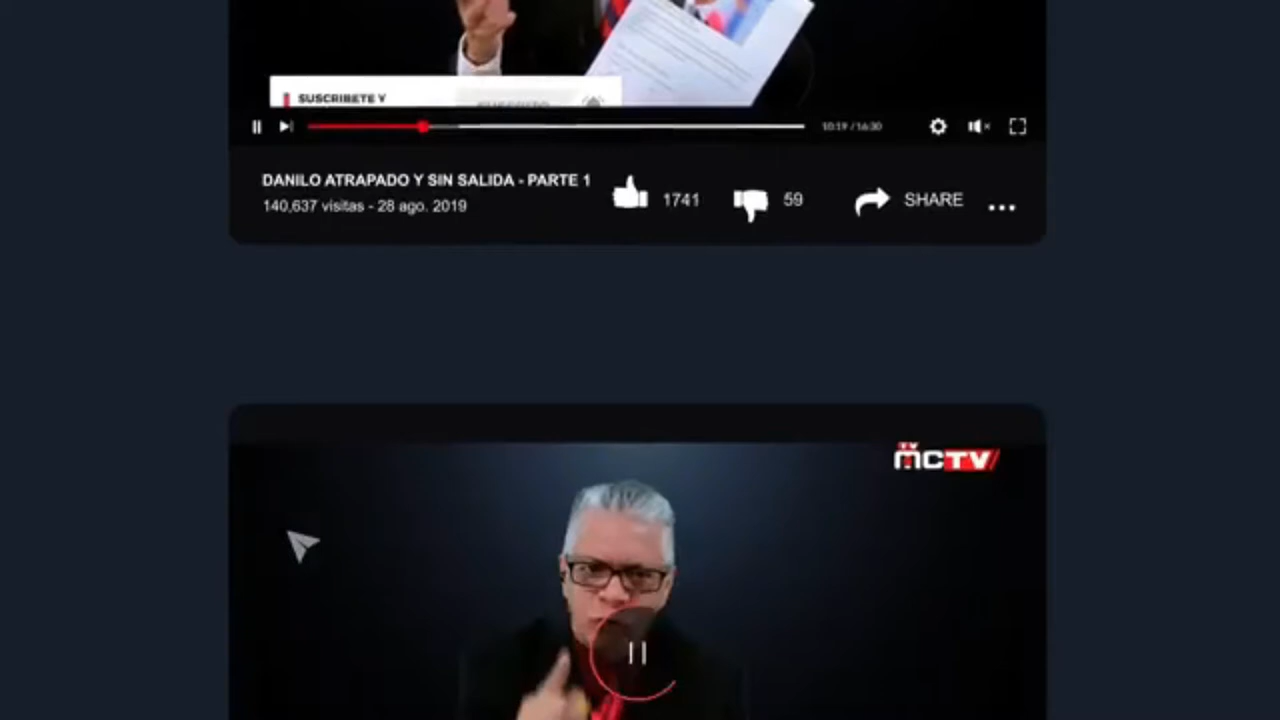 SUSCRIBETE Y
10:19 / 16:30
DANILO ATRAPADO Y SIN SALIDA - PARTE 1
140,637 visitas - 28 ago. 2019
1741
59
SHARE
TV
MCTV